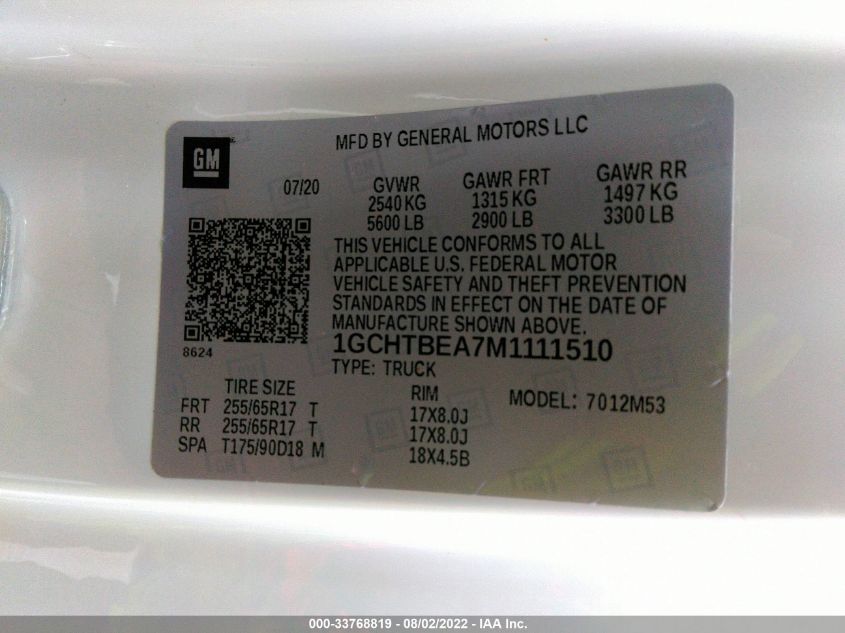 MFD BY GENERAL MOTORS LLC
GM
07/20
GVWR GAWR FRT GAWR RR
2540 KG 1315 KG 1497 KG
5600 LB 2900 LB 3300 LB
THIS VEHICLE CONFORMS TO ALL
APPLICABLE U.S. FEDERAL MOTOR
VEHICLE SAFETY AND THEFT PREVENTION
STANDARDS IN EFFECT ON THE DATE OF
MANUFACTURE SHOWN ABOVE.
8624
1GCHTBEA7M1111510
TYPE: TRUCK
TIRE SIZE RIM MODEL: 7012M53
FRT 255/65R17 T 17X8.0J
RR 255/65R17 T 17X8.0J
SPA T175/90D18 M 18X4.5B
GM
GM
GM
000-33768819 - 08/02/2022 - IAA Inc.